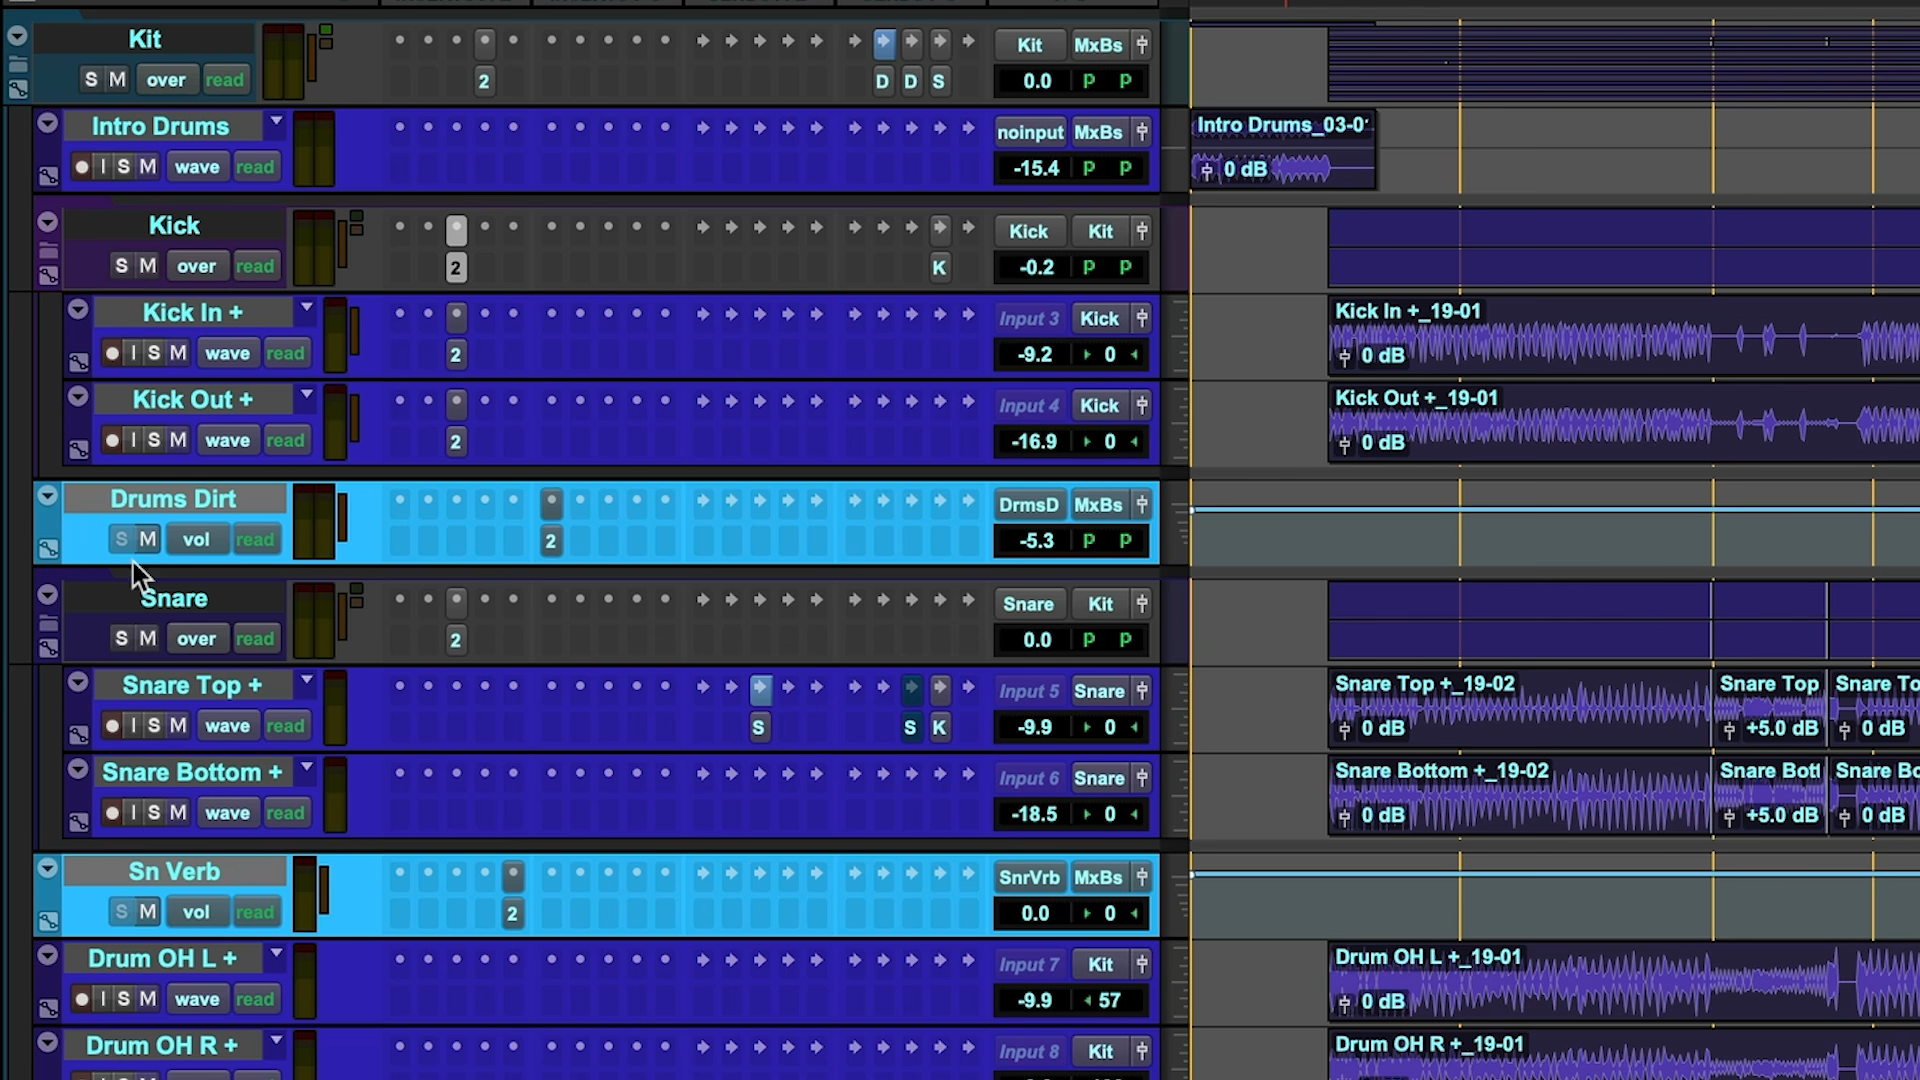 Kit
Kit MxBs
S M over read
2
D D S
0.0 p p
Intro Drums
noinput MxBs
Intro Drums_03-0
I S M wave read
-15.4 p p
0 dB
Kick
Kick Kit
S M over read
2
K
-0.2 p p
Kick In +
Input 3 Kick
Kick In +_19-01
I S M wave read
2
-9.2 0
0 dB
Kick Out +
Input 4 Kick
Kick Out +_19-01
I S M wave read
2
-16.9 0
0 dB
Drums Dirt
DrmsD MxBs
S M vol read
2
-5.3 p p
Snare
Snare Kit
S M over read
2
0.0 p p
Snare Top +
Input 5 Snare
Snare Top +_19-02
Snare Top
Snare To
I S M wave read
S
S K
-9.9 0
0 dB
+5.0 dB
0 dB
Snare Bottom +
Input 6 Snare
Snare Bottom +_19-02
Snare Bott
Snare Bo
I S M wave read
-18.5 0
0 dB
+5.0 dB
0 dB
Sn Verb
SnrVrb MxBs
S M vol read
2
0.0 0
Drum OH L +
Input 7 Kit
Drum OH L +_19-01
I S M wave read
-9.9 57
0 dB
Drum OH R +
Input 8 Kit
Drum OH R +_19-01